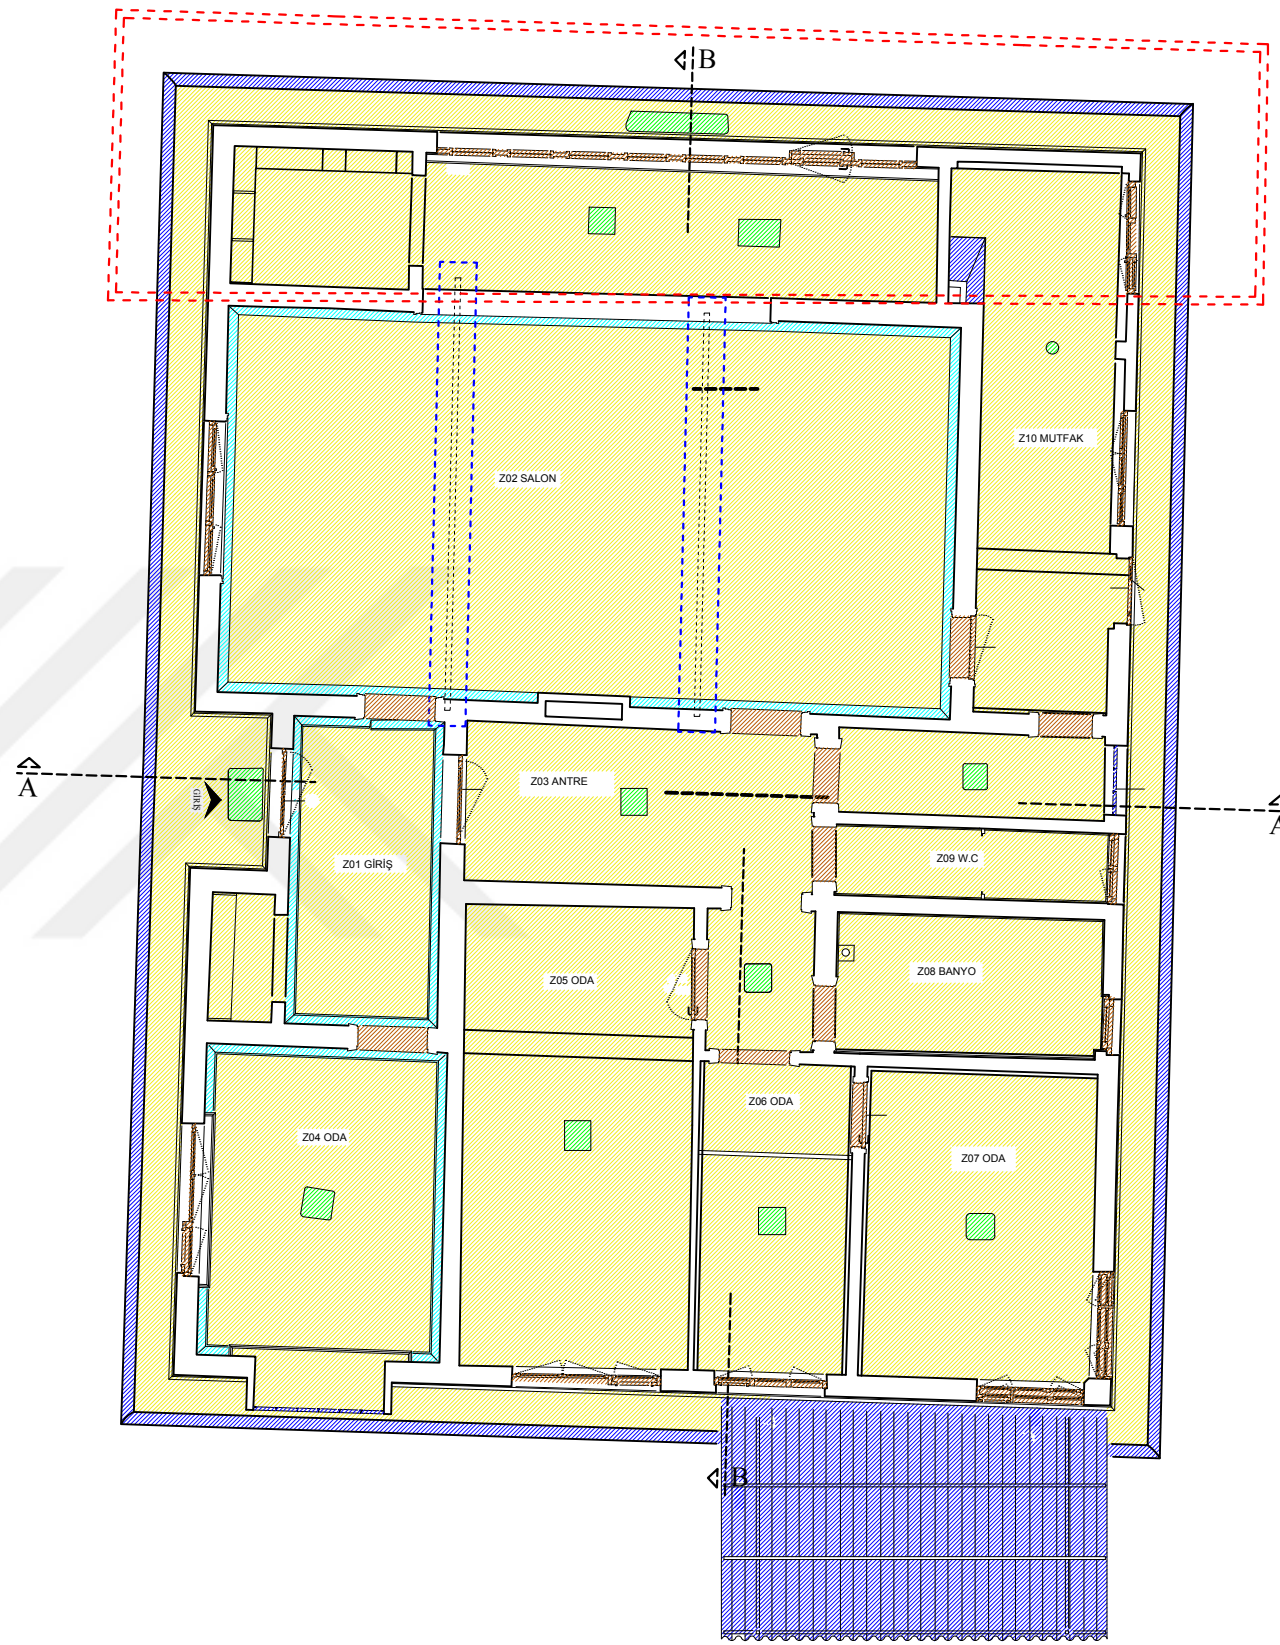 B
Z10 MUTFAK
Z02 SALON
A
GİRİŞ
Z03 ANTRE
A
Z01 GİRİŞ
Z09 W.C
Z05 ODA
Z08 BANYO
Z06 ODA
Z04 ODA
Z07 ODA
B